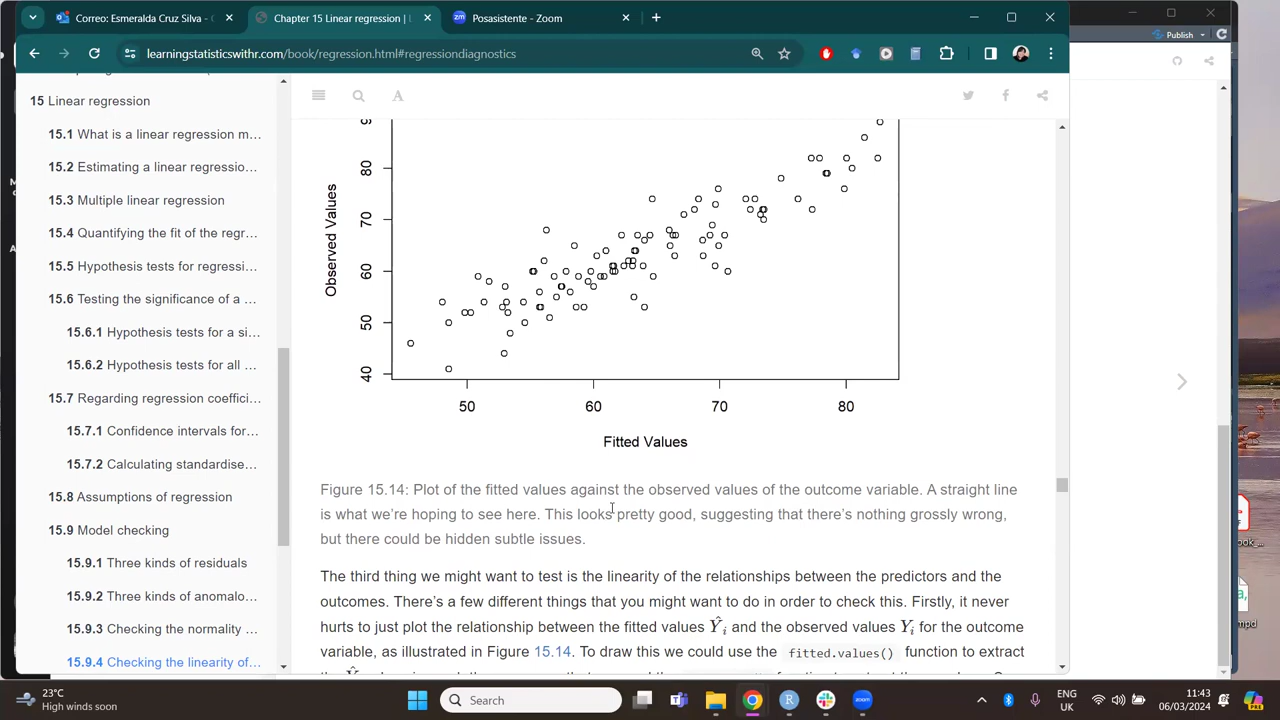 Correo: Esmeralda Cruz Silva - O
Chapter 15 Linear regression | L
Posasistente - Zoom
Publish
learningstatisticswithr.com/book/regression.html#regressiondiagnostics
15 Linear regression
15.1 What is a linear regression m...
15.2 Estimating a linear regressio...
15.3 Multiple linear regression
15.4 Quantifying the fit of the regr...
15.5 Hypothesis tests for regressi...
15.6 Testing the significance of a ...
15.6.1 Hypothesis tests for a si...
15.6.2 Hypothesis tests for all ...
15.7 Regarding regression coeffici...
15.7.1 Confidence intervals for...
15.7.2 Calculating standardise...
15.8 Assumptions of regression
15.9 Model checking
15.9.1 Three kinds of residuals
15.9.2 Three kinds of anomalo...
15.9.3 Checking the normality ...
15.9.4 Checking the linearity of...
A
Observed Values
80
70
60
50
40
50 60 70 80
Fitted Values
Figure 15.14: Plot of the fitted values against the observed values of the outcome variable. A straight line
is what we're hoping to see here. This looks pretty good, suggesting that there's nothing grossly wrong,
but there could be hidden subtle issues.
The third thing we might want to test is the linearity of the relationships between the predictors and the
outcomes. There's a few different things that you might want to do in order to check this. Firstly, it never
hurts to just plot the relationship between the fitted values Ŷi and the observed values Yi for the outcome
variable, as illustrated in Figure 15.14. To draw this we could use the fitted.values() function to extract
mpd
23°C
High winds soon
Search
ENG
UK
11:43
06/03/2024